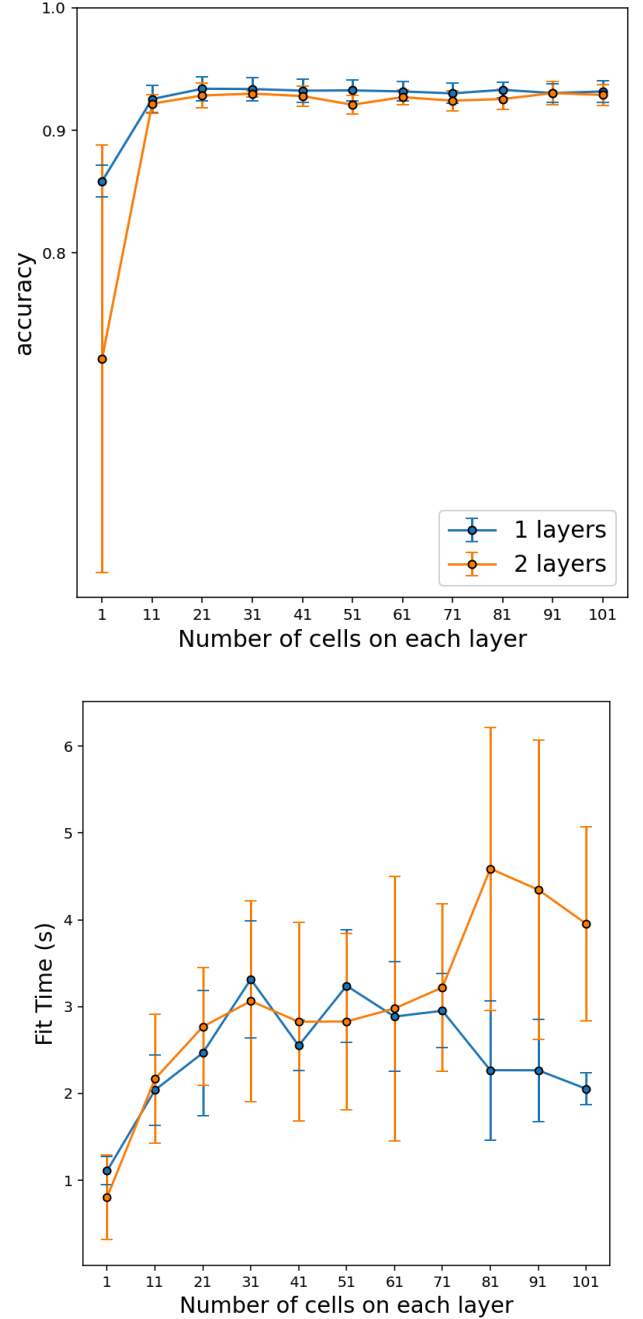 1.0
0.9
0.8
accuracy
1 layers
2 layers
1 11 21 31 41 51 61 71 81 91 101
Number of cells on each layer
6
5
4
3
2
1
Fit Time (s)
1 11 21 31 41 51 61 71 81 91 101
Number of cells on each layer